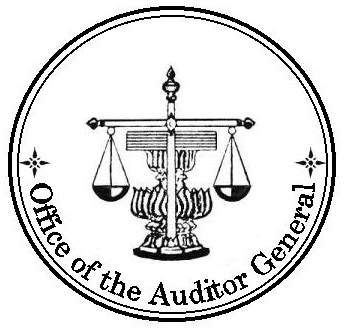 Office of the Auditor General